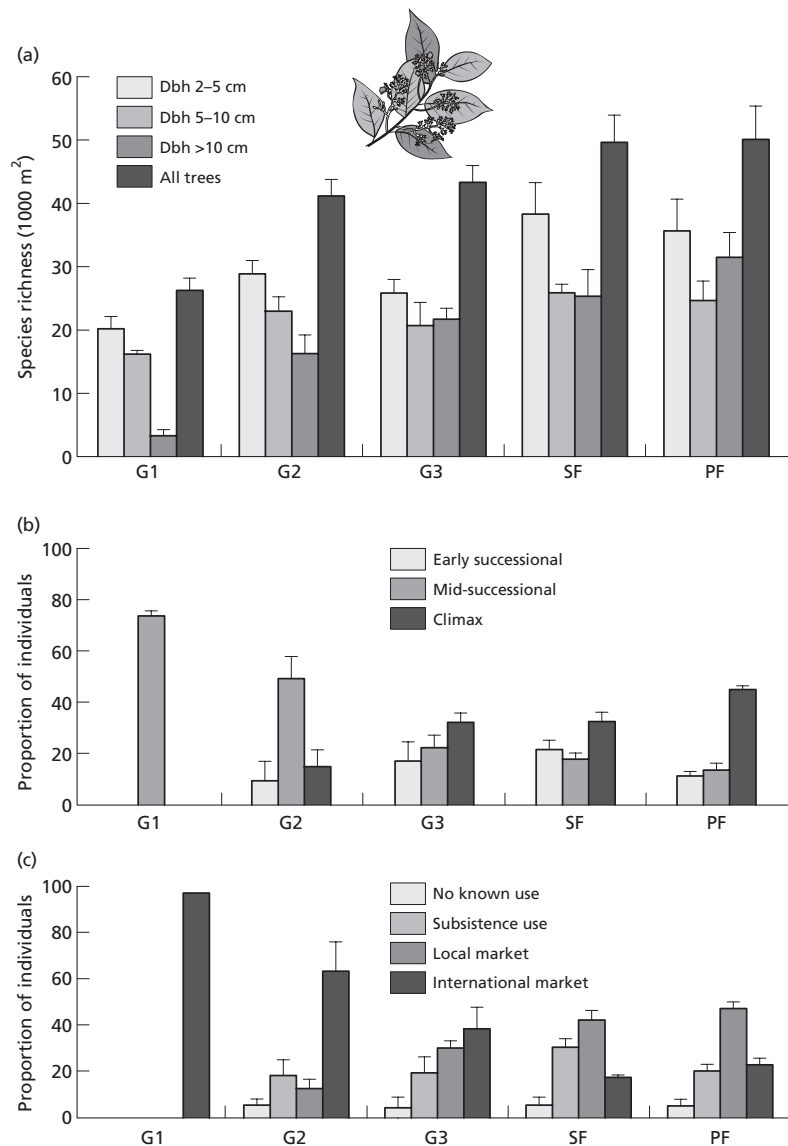 (a)
60
50
40
30
20
10
0
Species richness (1000 m²)
Dbh 2–5 cm
Dbh 5–10 cm
Dbh >10 cm
All trees
G1 G2 G3 SF PF
(b)
100
80
60
40
20
0
Proportion of individuals
Early successional
Mid-successional
Climax
G1 G2 G3 SF PF
(c)
100
80
60
40
20
0
Proportion of individuals
No known use
Subsistence use
Local market
International market
G1 G2 G3 SF PF